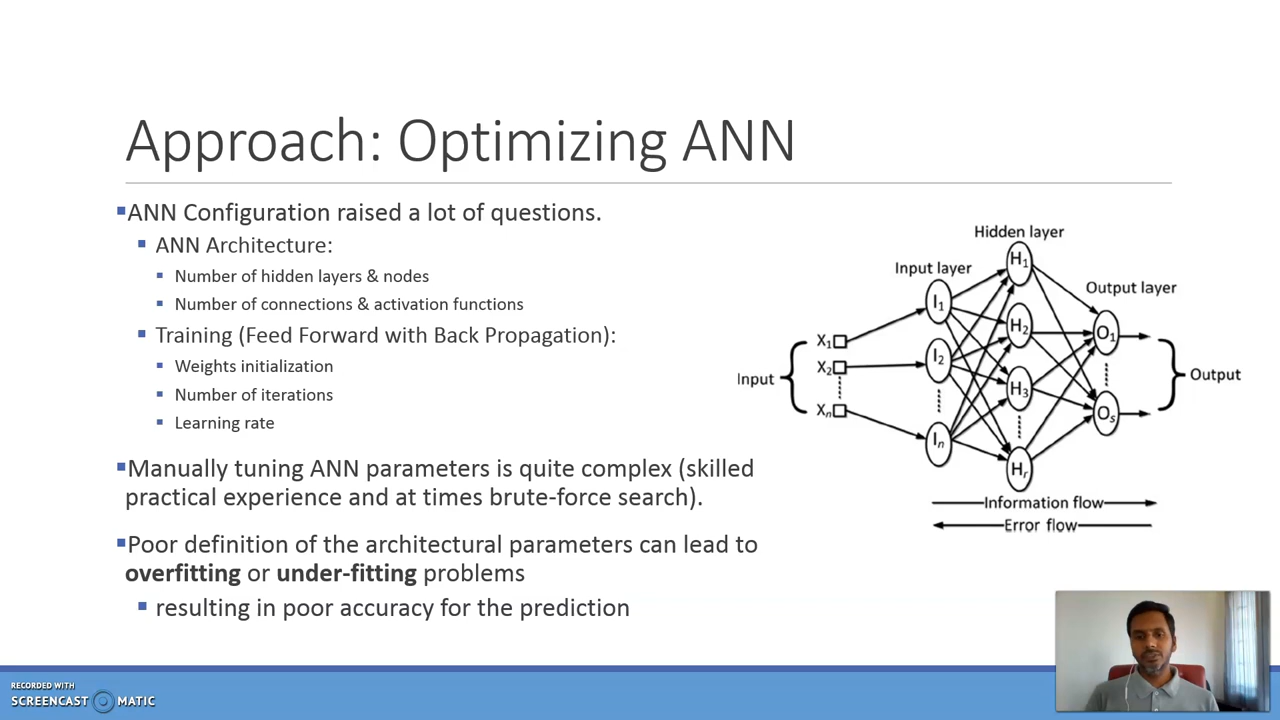 Approach: Optimizing ANN
ANN Configuration raised a lot of questions.
ANN Architecture:
Number of hidden layers & nodes
Number of connections & activation functions
Training (Feed Forward with Back Propagation):
Weights initialization
Number of iterations
Learning rate
Manually tuning ANN parameters is quite complex (skilled
practical experience and at times brute-force search).
Poor definition of the architectural parameters can lead to
overfitting or under-fitting problems
resulting in poor accuracy for the prediction
Hidden layer
Input layer
Output layer
H1
I1
H2
O1
X1
X2
I2
Input
Output
H3
Xn
Os
In
Hr
Information flow
Error flow
RECORDED WITH
SCREENCAST MATIC